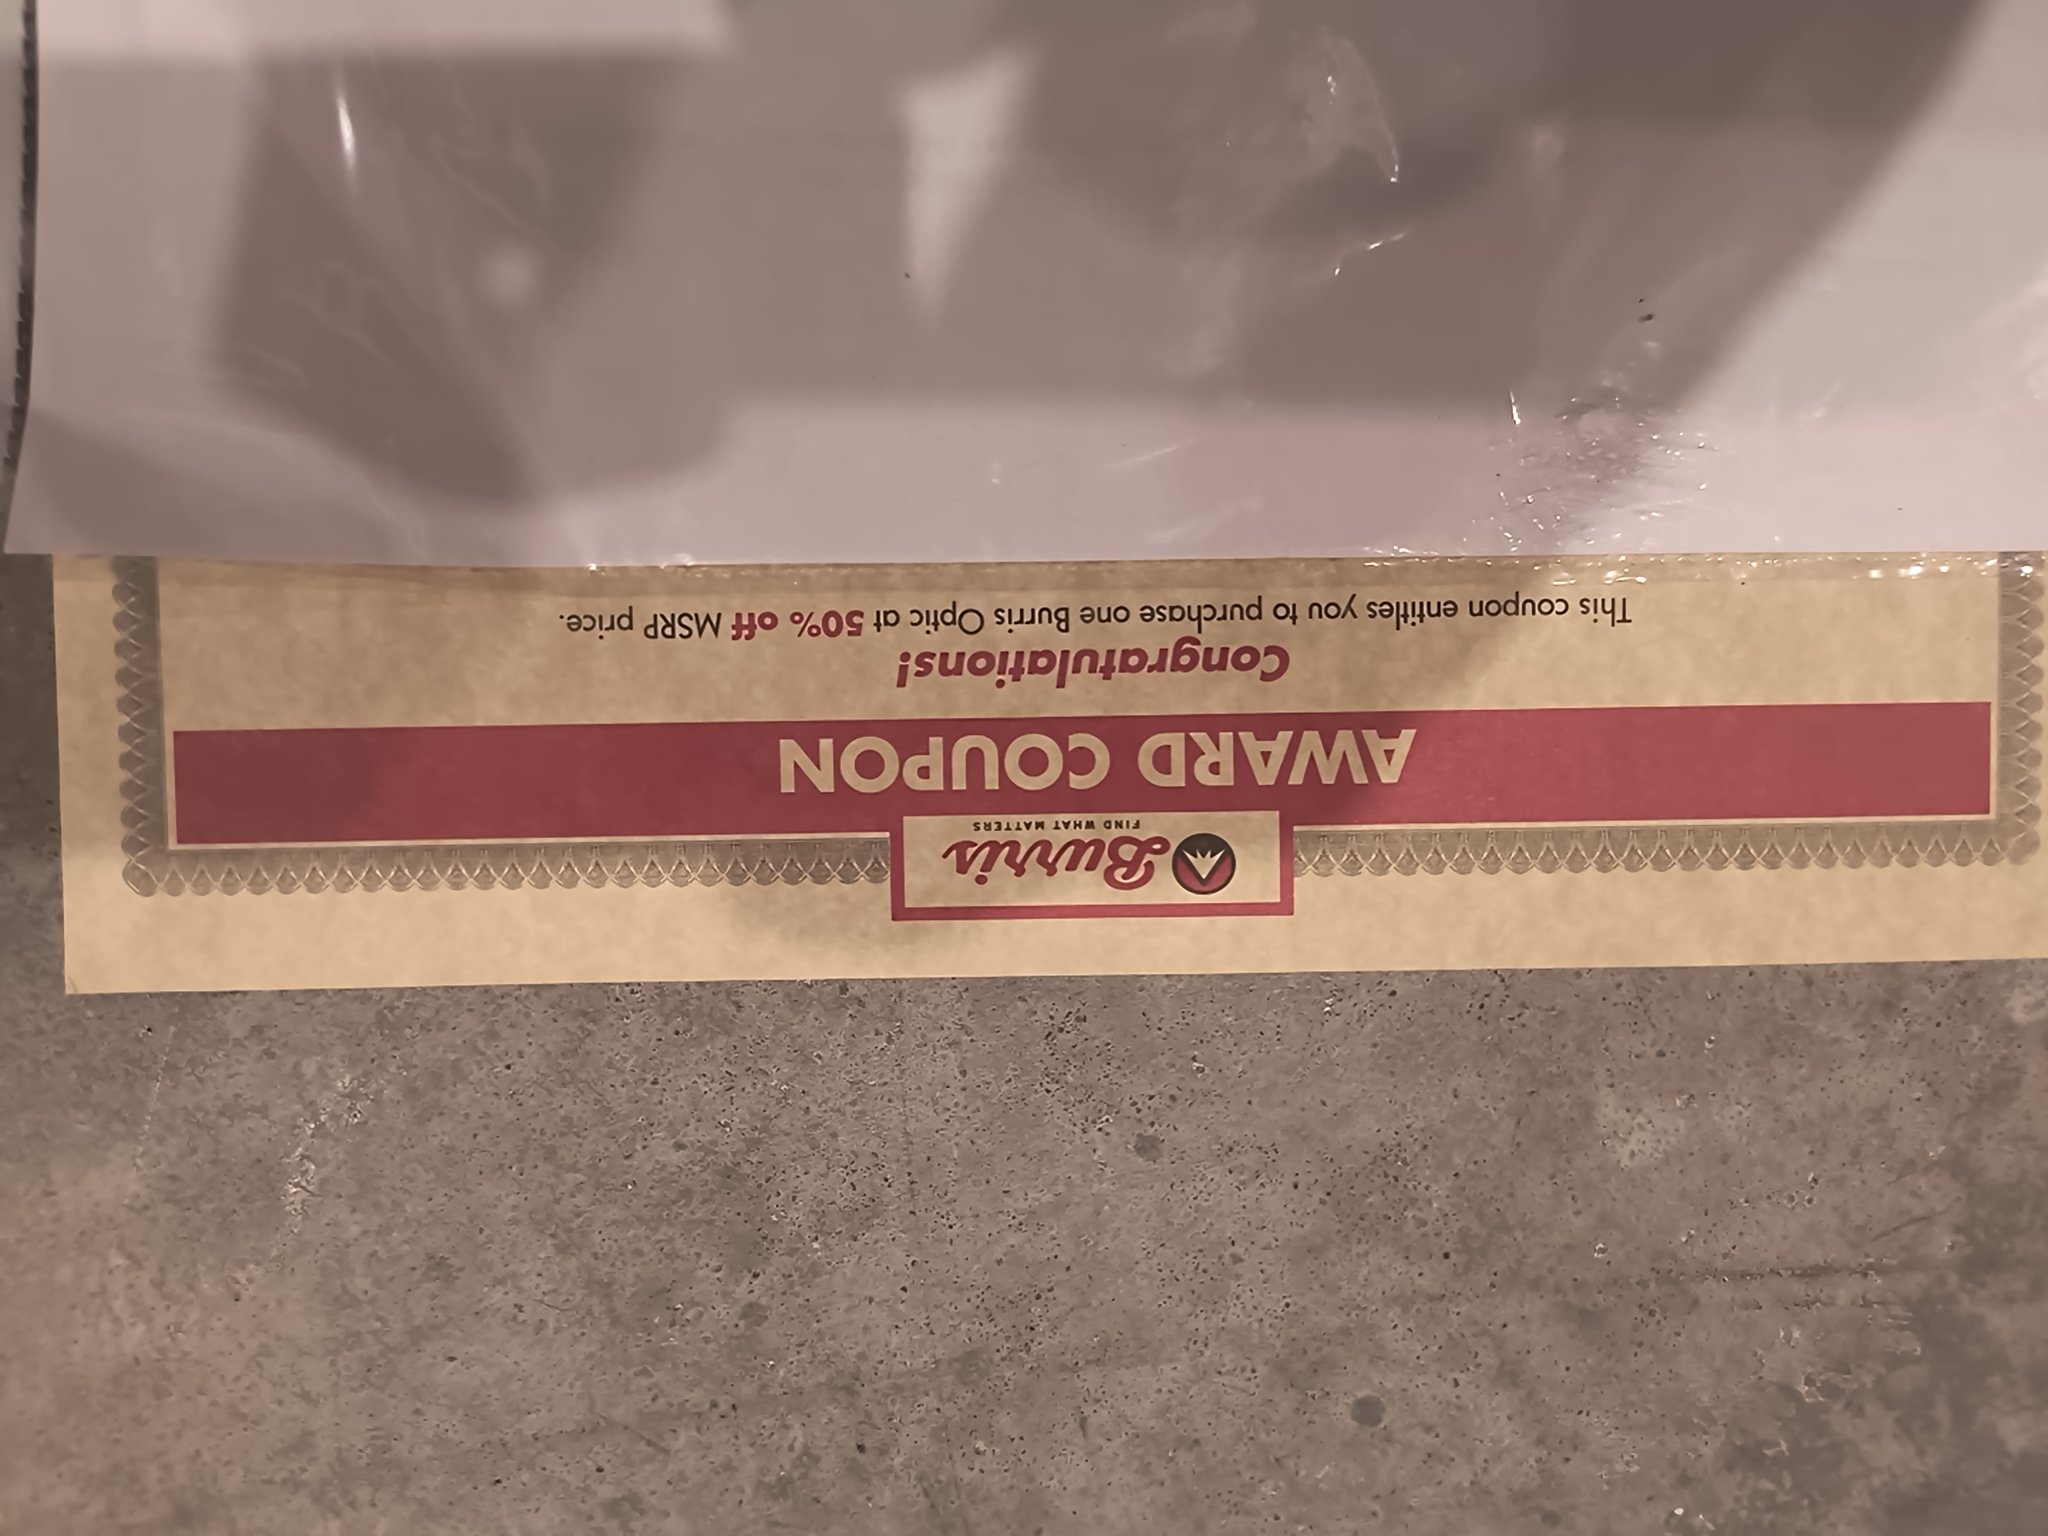 Burris
FIND WHAT MATTERS
AWARD COUPON
Congratulations!
This coupon entitles you to purchase one Burris Optic at 50% off MSRP price.